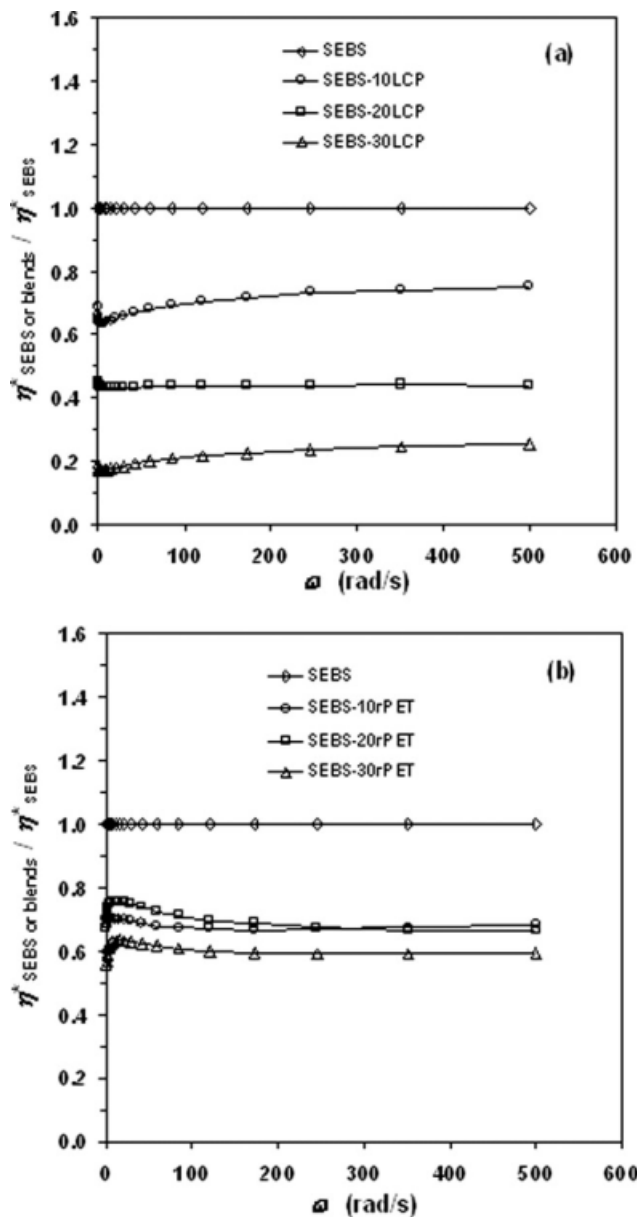 1.6
(a)
SEBS
SEBS-10LCP
SEBS-20LCP
SEBS-30LCP
1.4
1.2
1.0
0.8
0.6
0.4
0.2
0.0
η* SEBS or blends / η* SEBS
0 100 200 300 400 500 600
ω (rad/s)
1.6
(b)
SEBS
SEBS-10rPET
SEBS-20rPET
SEBS-30rPET
1.4
1.2
1.0
0.8
0.6
0.4
0.2
0.0
η* SEBS or blends / η* SEBS
0 100 200 300 400 500 600
ω (rad/s)